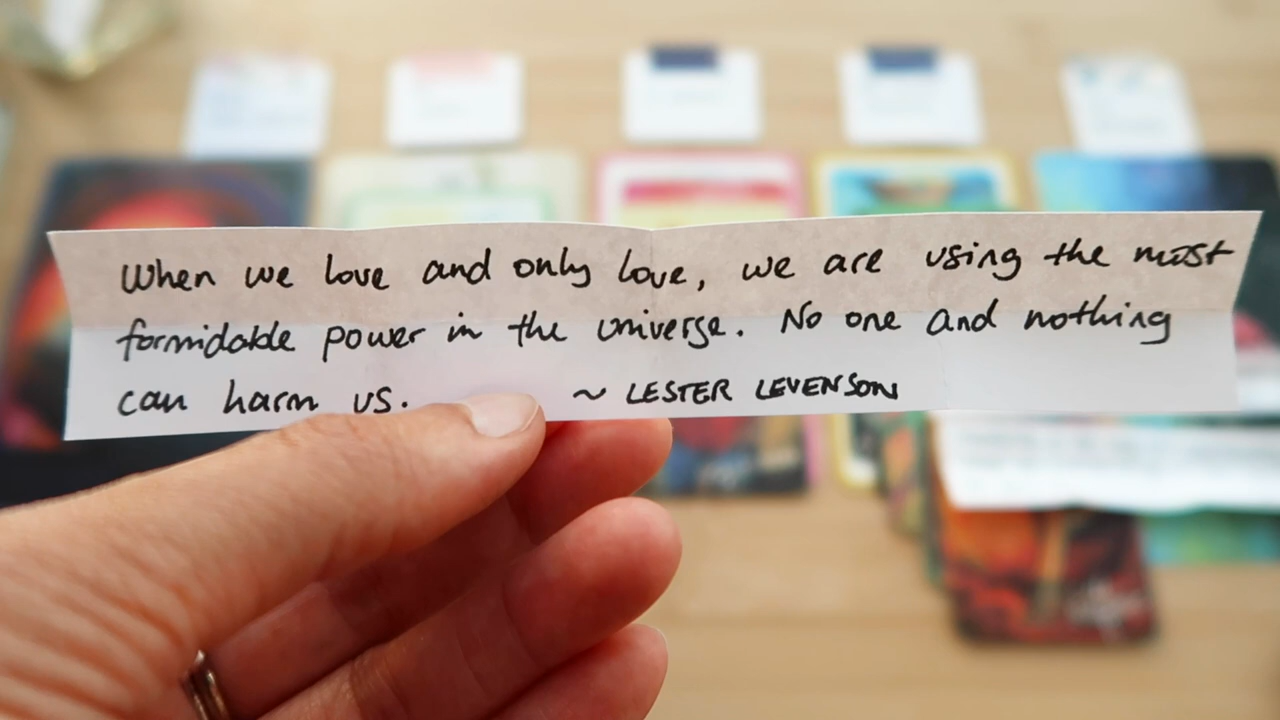 When we love and only love, we are using the most
formidable power in the universe. No one and nothing
can harm us. ~ LESTER LEVENSON